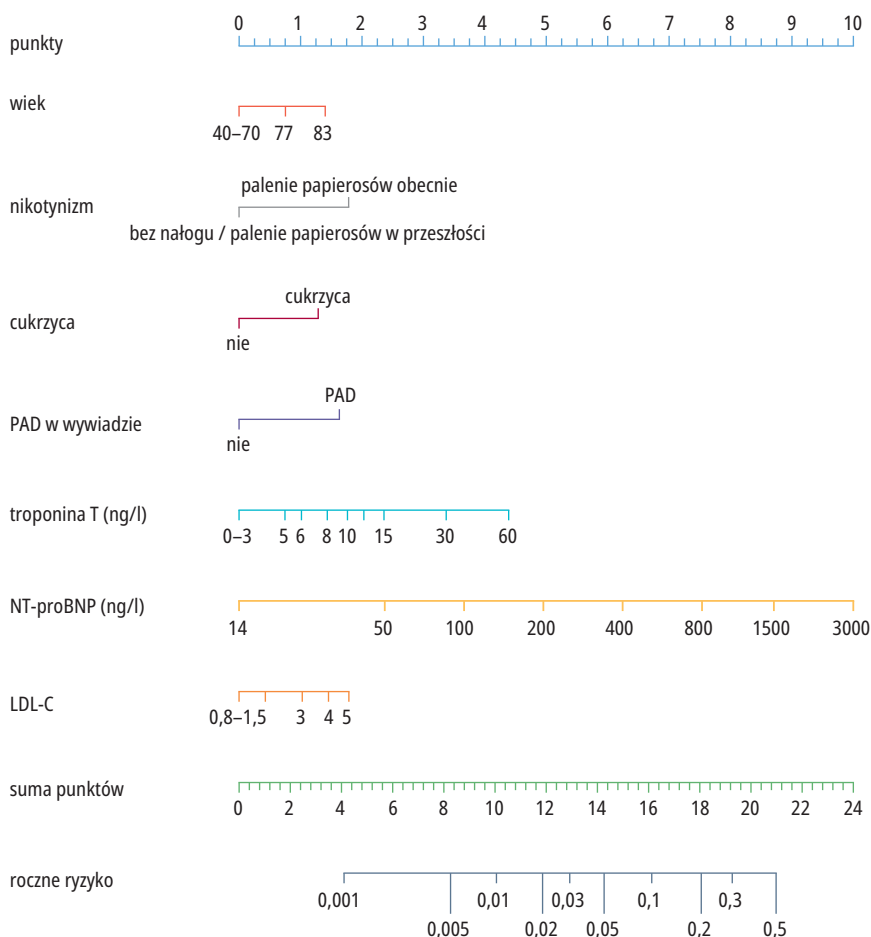 0 1 2 3 4 5 6 7 8 9 10
punkty
wiek
40–70 77 83
palenie papierosów obecnie
nikotynizm
bez nałogu / palenie papierosów w przeszłości
cukrzyca
cukrzyca
nie
PAD
PAD w wywiadzie
nie
troponina T (ng/l)
0–3 5 6 8 10 15 30 60
NT-proBNP (ng/l)
14 50 100 200 400 800 1500 3000
LDL-C
0,8–1,5 3 4 5
suma punktów
0 2 4 6 8 10 12 14 16 18 20 22 24
roczne ryzyko
0,001 0,01 0,03 0,1 0,3
0,005 0,02 0,05 0,2 0,5